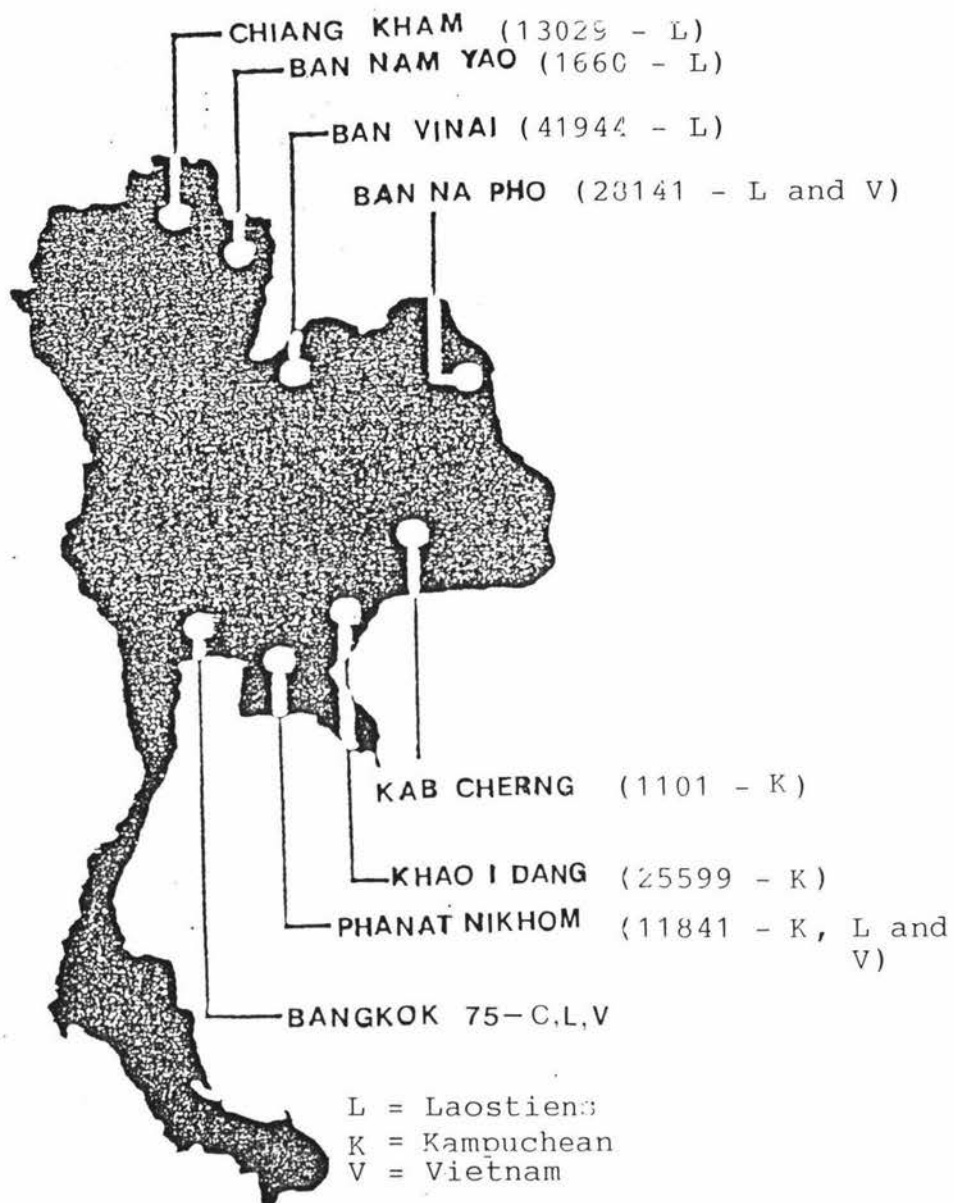 CHIANG KHAM (13029 - L)
BAN NAM YAO (1660 - L)
BAN VINAI (41944 - L)
BAN NA PHO (28141 - L and V)
KAB CHERNG (1101 - K)
KHAO I DANG (25599 - K)
PHANAT NIKHOM (11841 - K, L and
V)
BANGKOK 75-C,L,V
L = Laostiens
K = Kampuchean
V = Vietnam